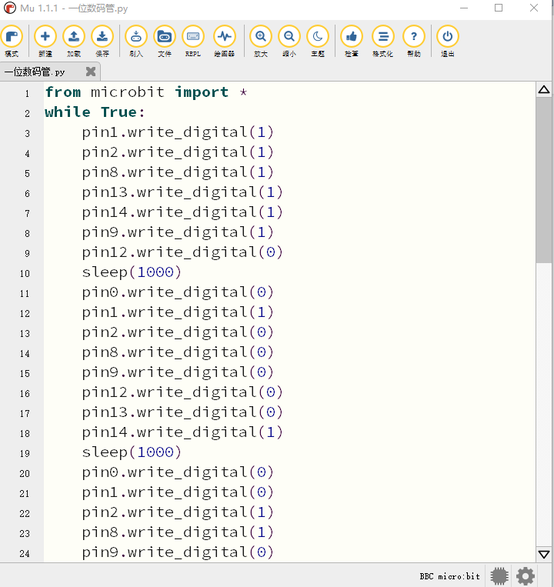 Mu 1.1.1 - 一位数码管.py
模式 新建 加载 保存 刷入 文件 REPL 绘图器 放大 缩小 主题 检查 格式化 帮助 退出
一位数码管.py
1 from microbit import *
2 while True:
3 pin1.write_digital(1)
4 pin2.write_digital(1)
5 pin8.write_digital(1)
6 pin13.write_digital(1)
7 pin14.write_digital(1)
8 pin9.write_digital(1)
9 pin12.write_digital(0)
10 sleep(1000)
11 pin0.write_digital(0)
12 pin1.write_digital(1)
13 pin2.write_digital(0)
14 pin8.write_digital(0)
15 pin9.write_digital(0)
16 pin12.write_digital(0)
17 pin13.write_digital(0)
18 pin14.write_digital(1)
19 sleep(1000)
20 pin0.write_digital(0)
21 pin1.write_digital(0)
22 pin2.write_digital(1)
23 pin8.write_digital(1)
24 pin9.write_digital(0)
BBC micro:bit